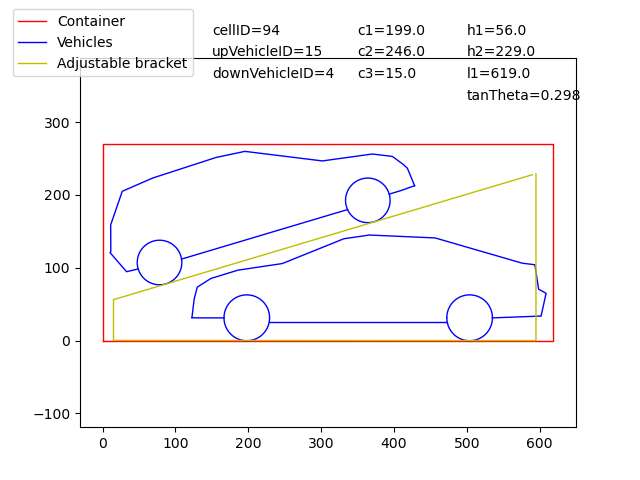 Container
Vehicles
Adjustable bracket
cellID=94 c1=199.0 h1=56.0
upVehicleID=15 c2=246.0 h2=229.0
downVehicleID=4 c3=15.0 l1=619.0
tanTheta=0.298
300
200
100
0
−100
0 100 200 300 400 500 600